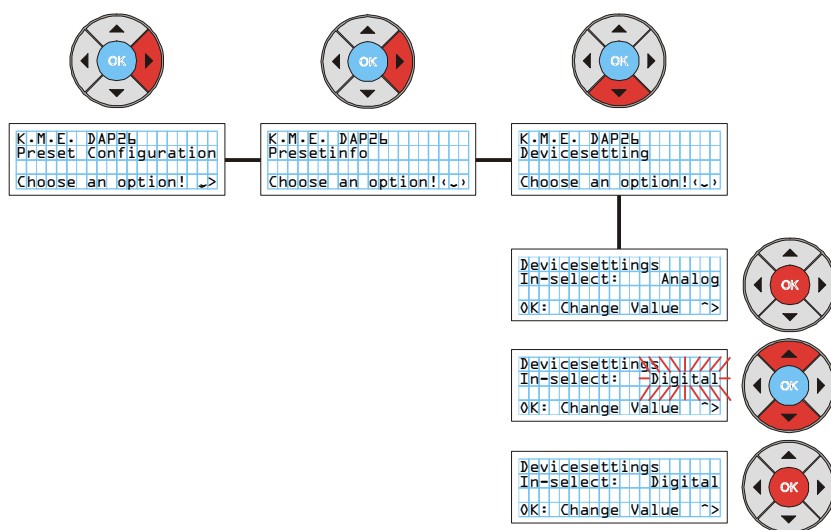 OK
OK
OK
K.M.E. DAP26
Preset Configuration
Choose an option! ⌄>
K.M.E. DAP26
Presetinfo
Choose an option!‹⌄›
K.M.E. DAP26
Devicesetting
Choose an option!‹⌄›
Devicesettings
In-select: Analog
OK: Change Value ^>
OK
Devicesettings
In-select: Digital
OK: Change Value ^>
OK
Devicesettings
In-select: Digital
OK: Change Value ^>
OK